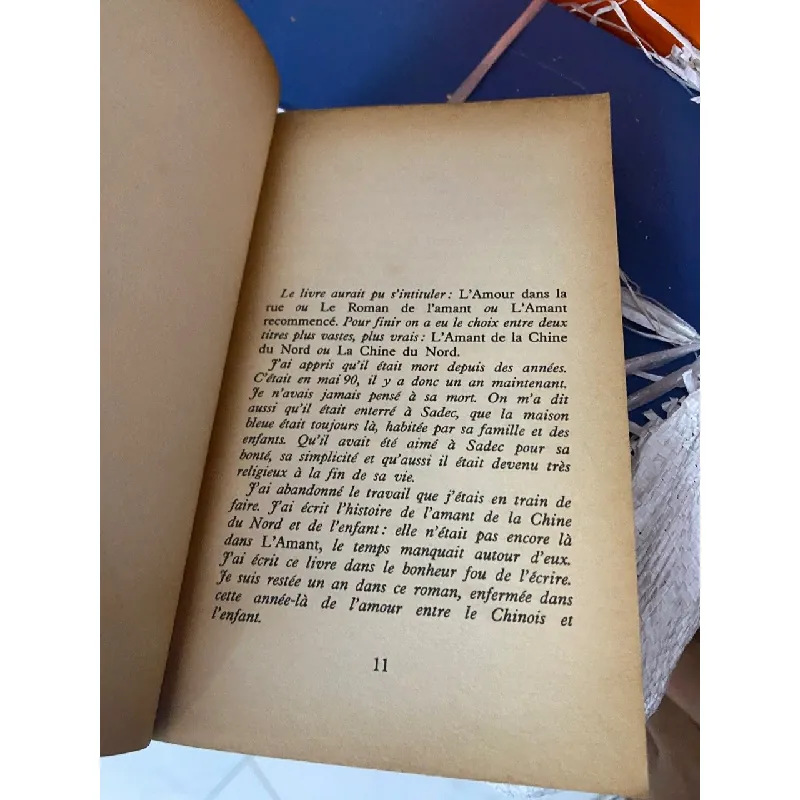 Le livre aurait pu s'intituler : L'Amour dans la
rue ou Le Roman de l'amant ou L'Amant
recommencé. Pour finir on a eu le choix entre deux
titres plus vastes, plus vrais : L'Amant de la Chine
du Nord ou La Chine du Nord.
J'ai appris qu'il était mort depuis des années.
C'était en mai 90, il y a donc un an maintenant.
Je n'avais jamais pensé à sa mort. On m'a dit
aussi qu'il était enterré à Sadec, que la maison
bleue était toujours là, habitée par sa famille et des
enfants. Qu'il avait été aimé à Sadec pour sa
bonté, sa simplicité et qu'aussi il était devenu très
religieux à la fin de sa vie.
J'ai abandonné le travail que j'étais en train de
faire. J'ai écrit l'histoire de l'amant de la Chine
du Nord et de l'enfant : elle n'était pas encore là
dans L'Amant, le temps manquait autour d'eux.
J'ai écrit ce livre dans le bonheur fou de l'écrire.
Je suis restée un an dans ce roman, enfermée dans
cette année-là de l'amour entre le Chinois et
l'enfant.
11